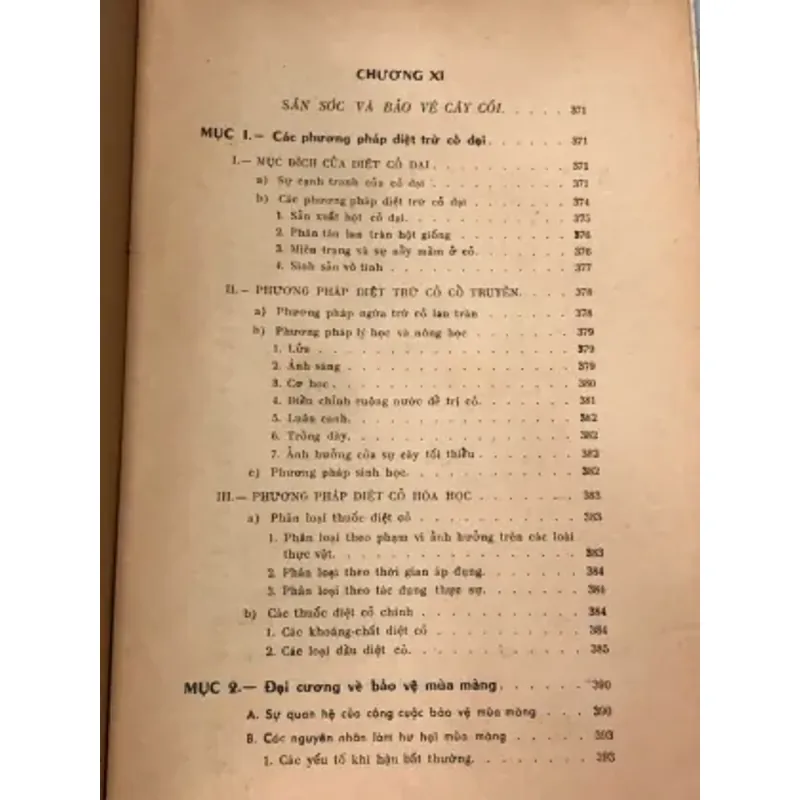 CHƯƠNG XI
SĂN SÓC VÀ BẢO VỆ CÂY CỐI. . . . . . 371
MỤC 1.— Các phương pháp diệt trừ cỏ dại . . . . . . 371
I.— MỤC ĐÍCH CỦA DIỆT CỎ DẠI . . . . . . . . 371
a) Sự cạnh tranh của cỏ dại . . . . . . . . 371
b) Các phương pháp diệt trừ cỏ dại . . . . . . 374
1. Sản xuất hột cỏ dại. . . . . . . . . 375
2. Phân tán lan tràn hột giống . . . . . . . 376
3. Miên trạng và sự nẩy mầm ở cỏ. . . . . . 376
4. Sinh sản vô tính . . . . . . . . . . 377
II.— PHƯƠNG PHÁP DIỆT TRỪ CỎ CỔ TRUYỀN. . . . 378
a) Phương pháp ngừa trừ cỏ lan tràn . . . . . . 378
b) Phương pháp lý học và nông học . . . . . . . 379
1. Lửa . . . . . . . . . . . . . . 379
2. Ánh sáng . . . . . . . . . . . . 379
3. Cơ học . . . . . . . . . . . . . 380
4. Điều chỉnh ruộng nước để trị cỏ. . . . . . 381
5. Luân canh. . . . . . . . . . . . 382
6. Trồng dày. . . . . . . . . . . . 382
7. Ảnh hưởng của sự cày tối thiểu . . . . . . 382
c) Phương pháp sinh học. . . . . . . . . . 382
III.— PHƯƠNG PHÁP DIỆT CỎ HÓA HỌC . . . . . . 383
a) Phân loại thuốc diệt cỏ . . . . . . . . . 383
1. Phân loại theo phạm vi ảnh hưởng trên các loài
thực vật. . . . . . . . . . . . . 383
2. Phân loại theo thời gian áp dụng. . . . . . 384
3. Phân loại theo tác dụng thực sự. . . . . . 384
b) Các thuốc diệt cỏ chính . . . . . . . . . 384
1. Các khoáng-chất diệt cỏ . . . . . . . . 384
2. Các loại dầu diệt cỏ. . . . . . . . . 385
MỤC 2.— Đại cương về bảo vệ mùa màng . . . . . . 390
A. Sự quan hệ của công cuộc bảo vệ mùa màng . . . . 390
B. Các nguyên nhân làm hư hại mùa màng . . . . . 393
1. Các yếu tố khí hậu bất thường. . . . . . . 393